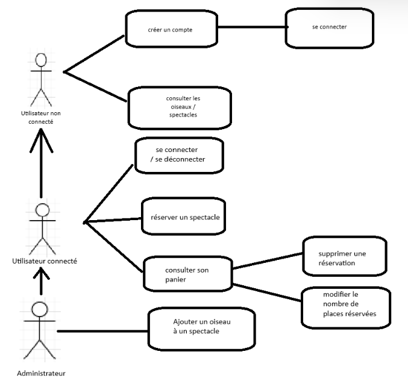 créer un compte
se connecter
Utilisateur non
connecté
consulter les
oiseaux /
spectacles
se connecter
/ se déconnecter
réserver un spectacle
Utilisateur connecté
consulter son
panier
supprimer une
réservation
modifier le
nombre de
places réservées
Ajouter un oiseau
à un spectacle
Administrateur